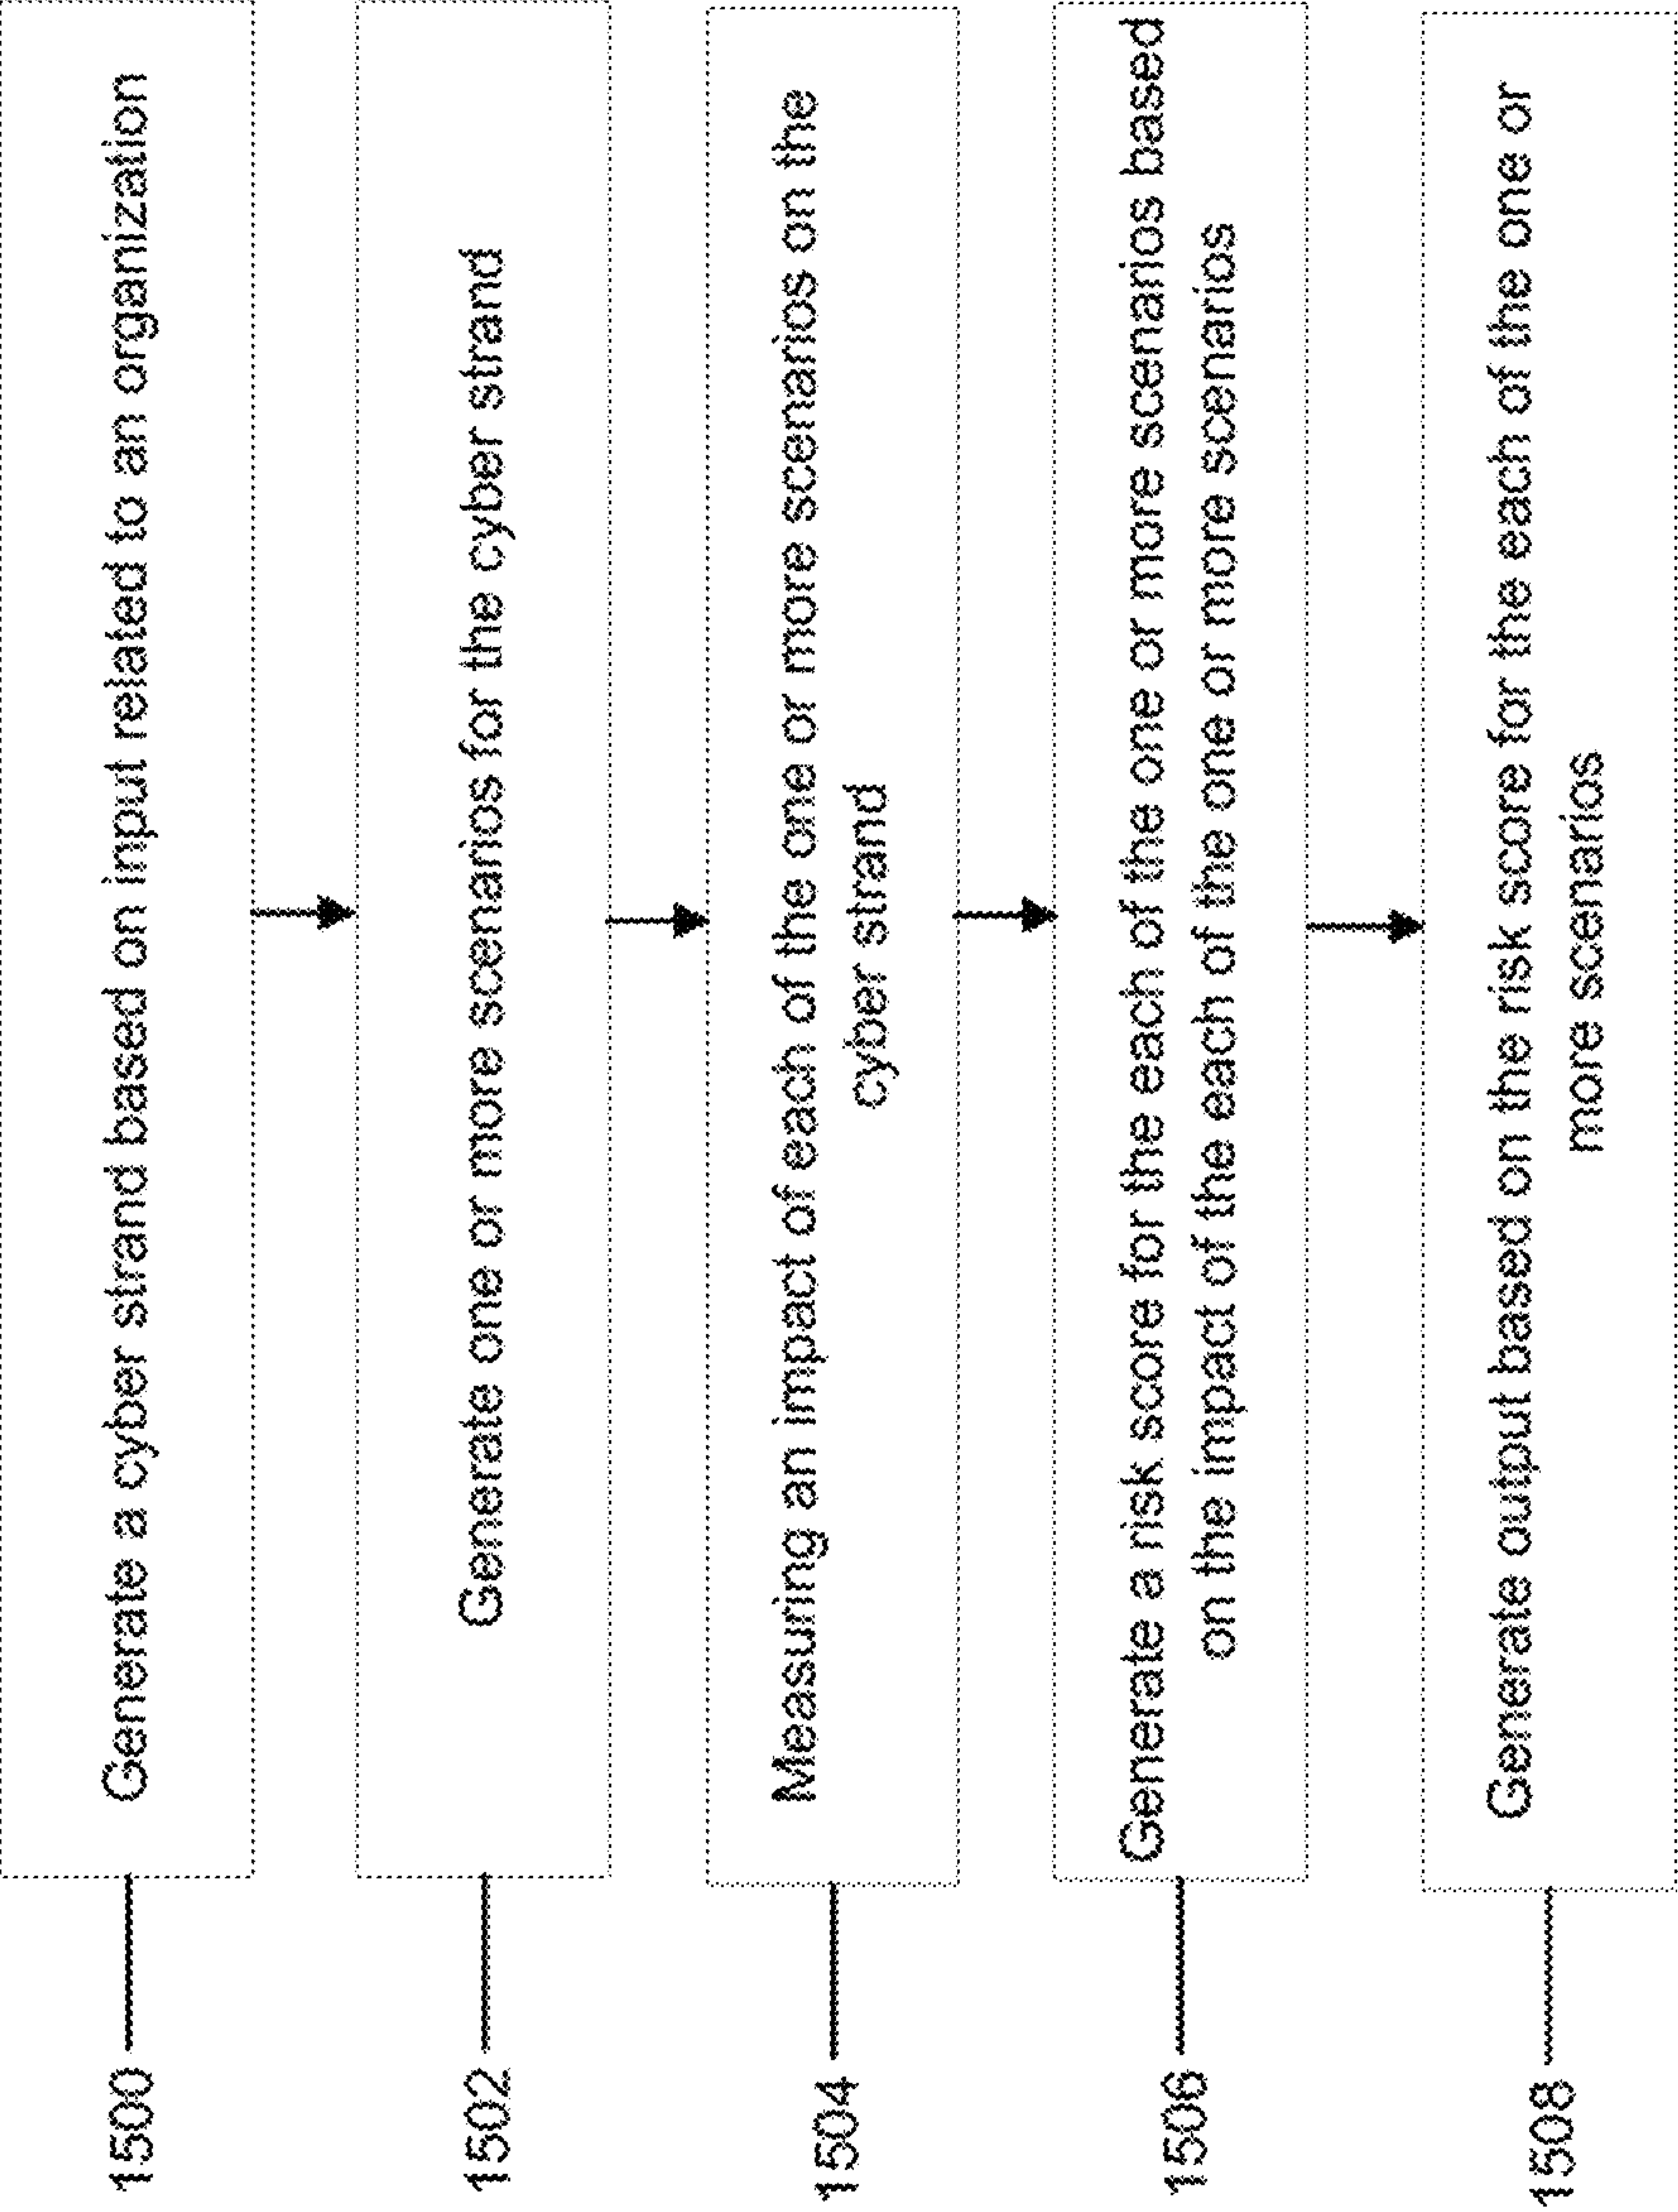 1500
Generate a cyber strand based on input related to an organization
1502
Generate one or more scenarios for the cyber strand
1504
Measuring an impact of each of the one or more scenarios on the
cyber strand
1506
Generate a risk score for the each of the one or more scenarios based
on the impact of the each of the one or more scenarios
1508
Generate output based on the risk score for the each of the one or
more scenarios